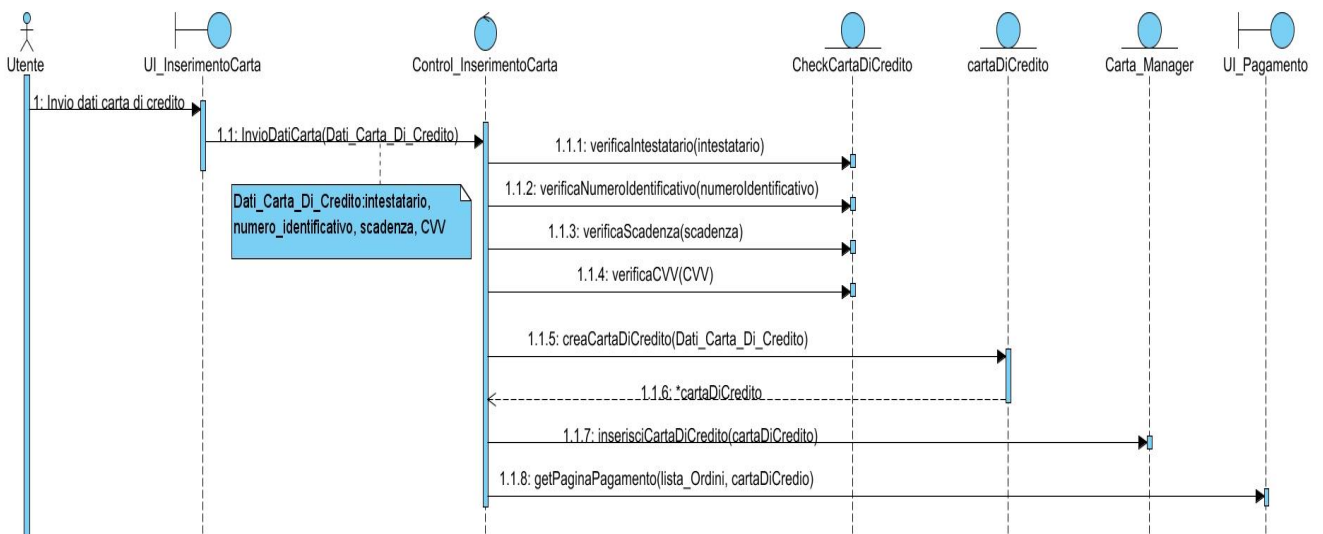 Utente
UI_InserimentoCarta
Control_InserimentoCarta
CheckCartaDiCredito
cartaDiCredito
Carta_Manager
UI_Pagamento
1: Invio dati carta di credito
1.1: InvioDatiCarta(Dati_Carta_Di_Credito)
1.1.1: verificaIntestatario(intestatario)
1.1.2: verificaNumeroIdentificativo(numeroIdentificativo)
Dati_Carta_Di_Credito:intestatario,
numero_identificativo, scadenza, CVV
1.1.3: verificaScadenza(scadenza)
1.1.4: verificaCVV(CVV)
1.1.5: creaCartaDiCredito(Dati_Carta_Di_Credito)
1.1.6: *cartaDiCredito
1.1.7: inserisciCartaDiCredito(cartaDiCredito)
1.1.8: getPaginaPagamento(lista_Ordini, cartaDiCredio)